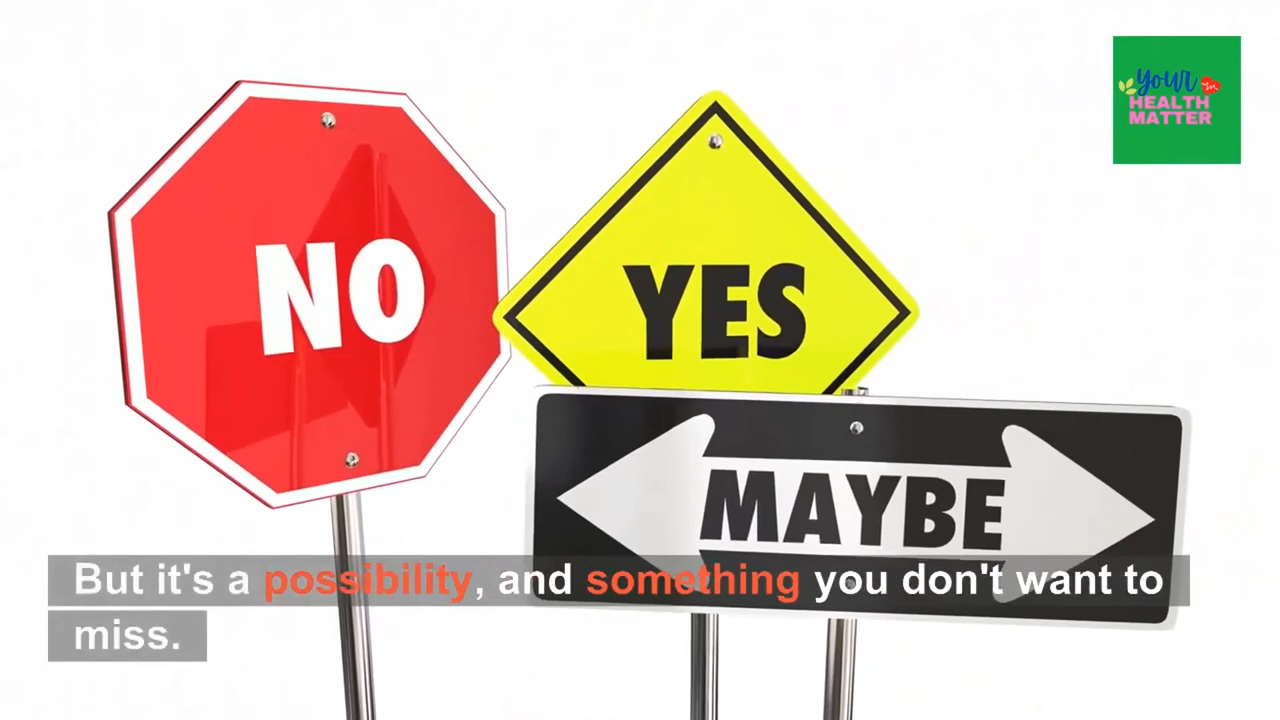 Your
HEALTH
MATTER
NO
YES
MAYBE
But it's a possibility, and something you don't want to
miss.